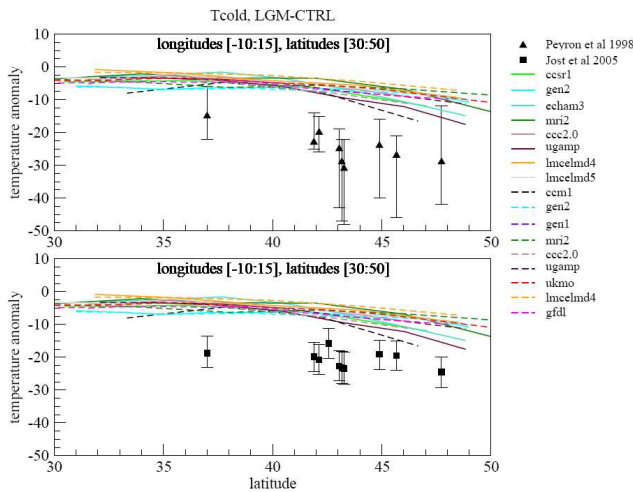 Tcold, LGM-CTRL
longitudes [-10:15], latitudes [30:50]
temperature anomaly
10
0
-10
-20
-30
-40
-50
30
35
40
45
50
longitudes [-10:15], latitudes [30:50]
temperature anomaly
10
0
-10
-20
-30
-40
-50
30
35
40
45
50
latitude
Peyron et al 1998
Jost et al 2005
ccsr1
gen2
echam3
mri2
ccc2.0
ugamp
lmcelmd4
lmcelmd5
ccm1
gen2
gen1
mri2
ccc2.0
ugamp
ukmo
lmcelmd4
gfdl